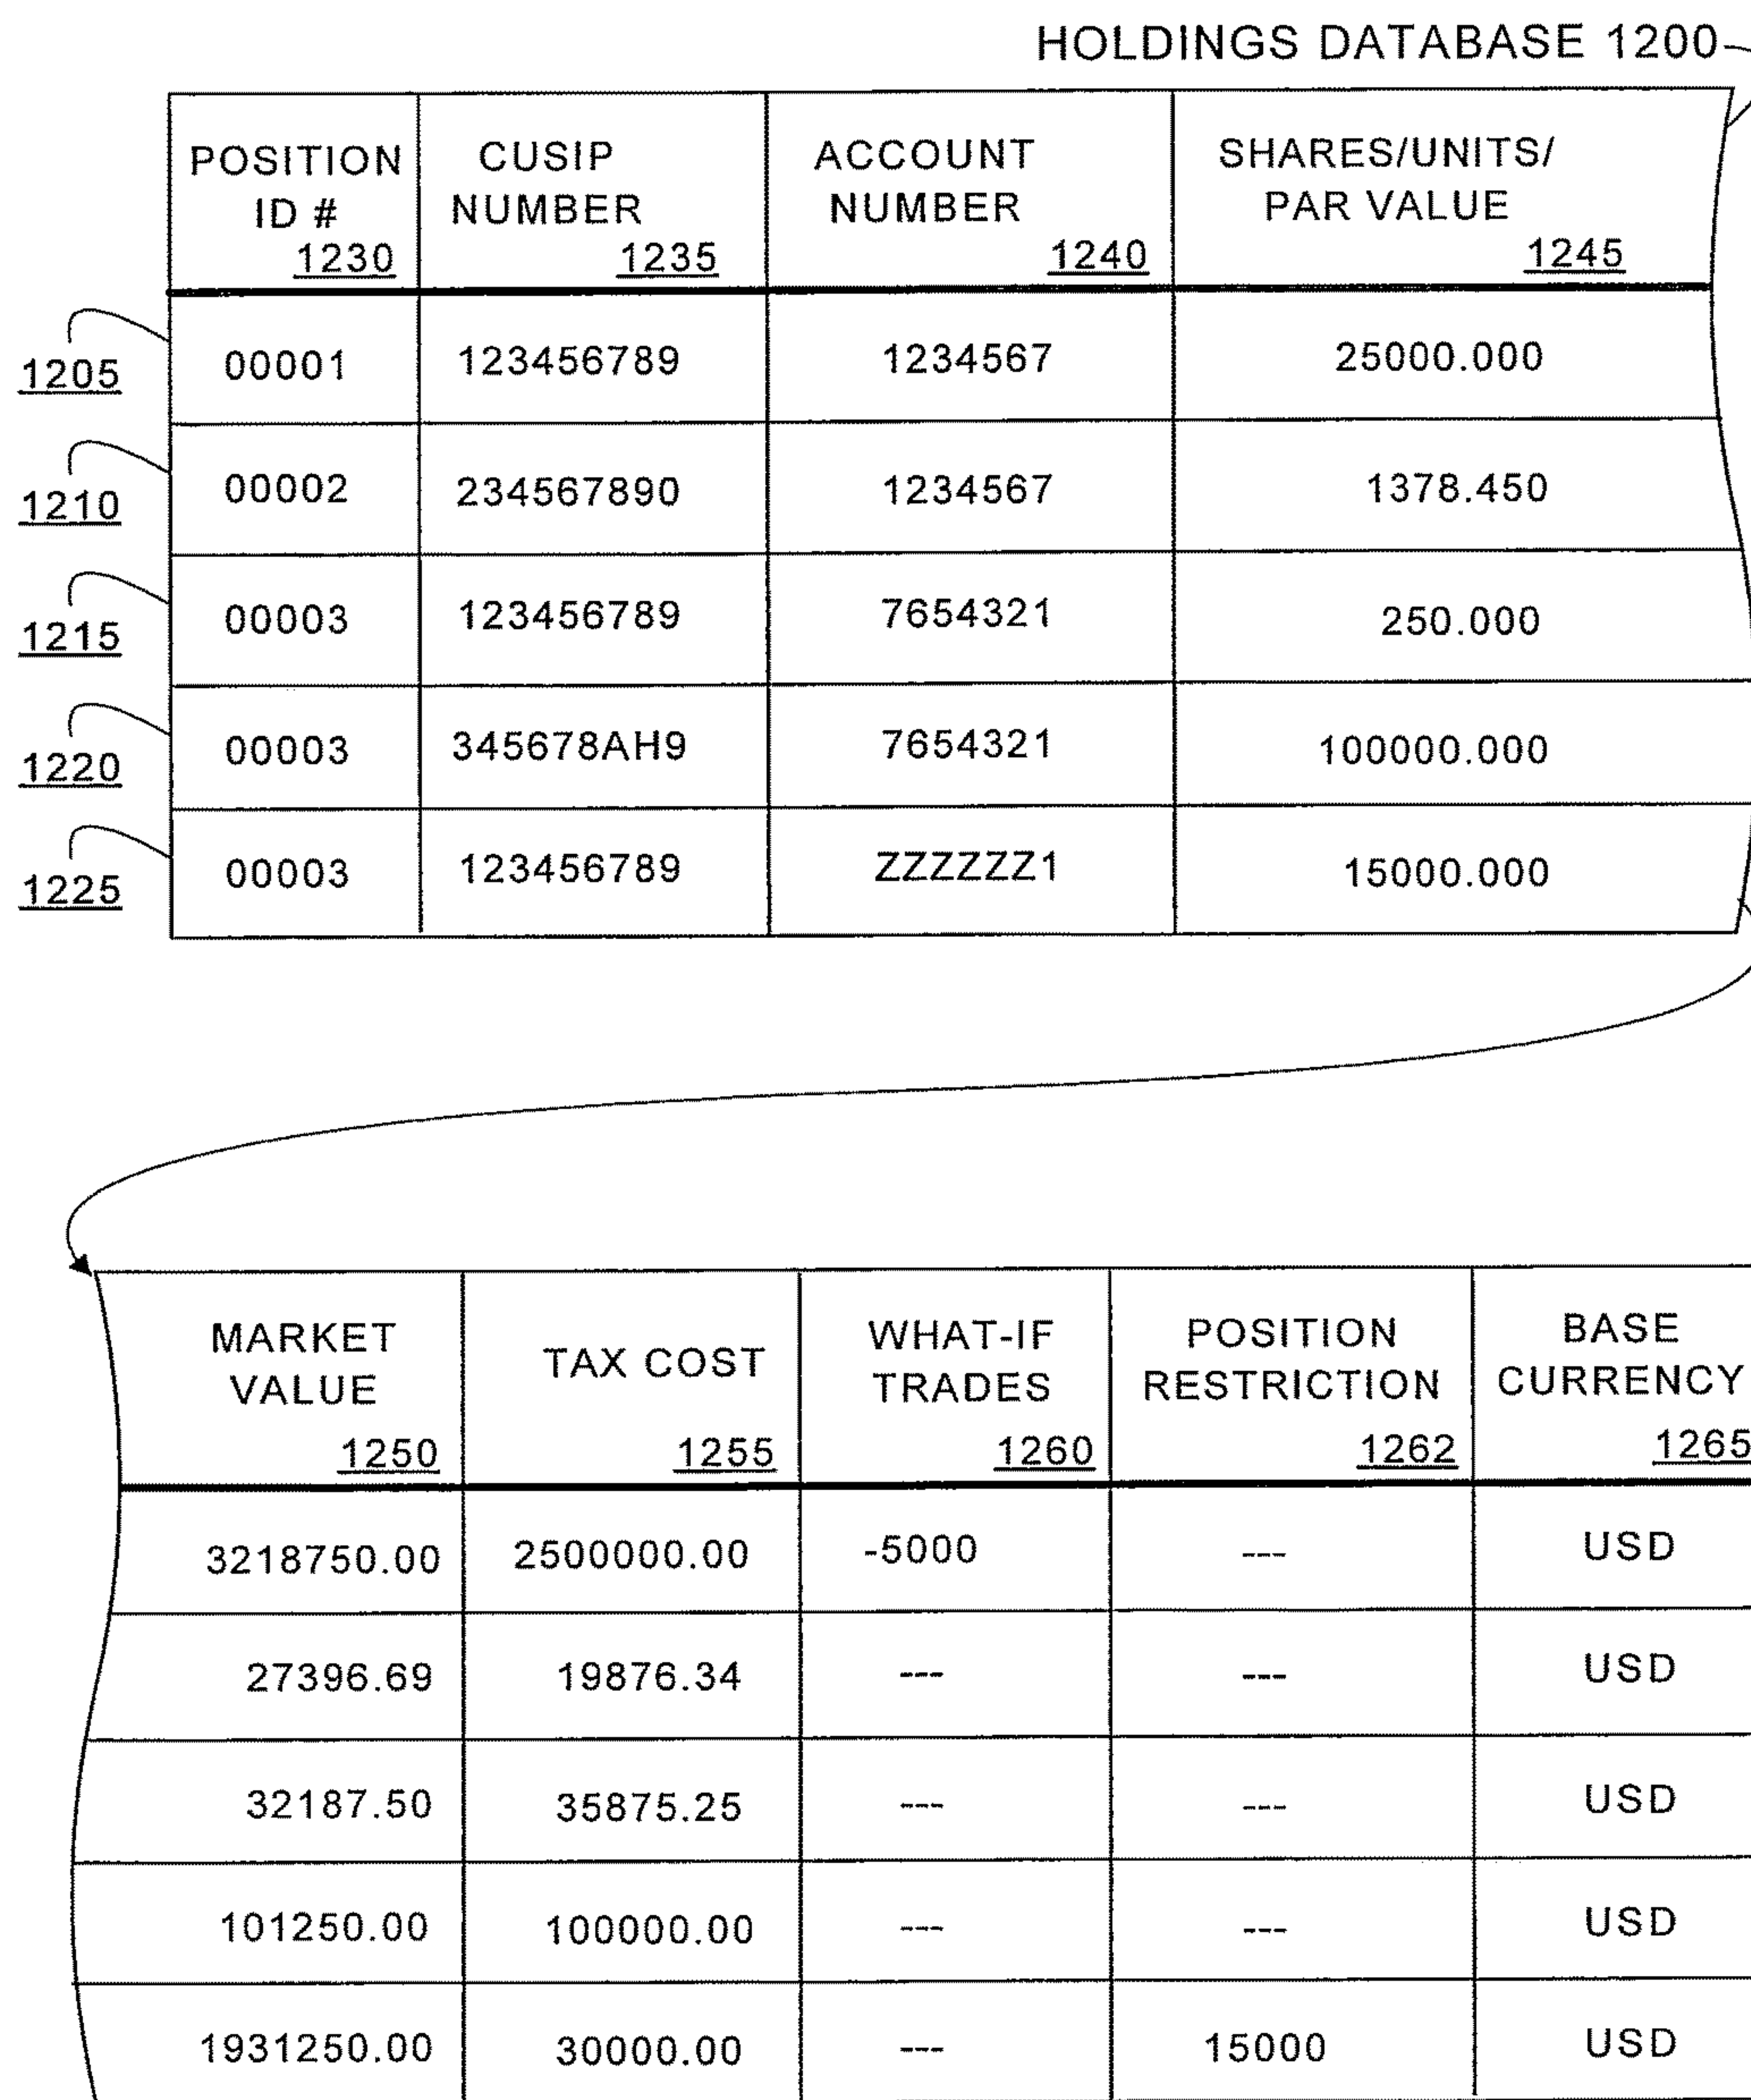 HOLDINGS DATABASE 1200
POSITION ID # 1230 CUSIP NUMBER 1235 ACCOUNT NUMBER 1240 SHARES/UNITS/ PAR VALUE 1245
1205 00001 123456789 1234567 25000.000
1210 00002 234567890 1234567 1378.450
1215 00003 123456789 7654321 250.000
1220 00003 345678AH9 7654321 100000.000
1225 00003 123456789 ZZZZZZ1 15000.000
MARKET VALUE 1250 TAX COST 1255 WHAT-IF TRADES 1260 POSITION RESTRICTION 1262 BASE CURRENCY 1265
3218750.00 2500000.00 -5000 --- USD
27396.69 19876.34 --- --- USD
32187.50 35875.25 --- --- USD
101250.00 100000.00 --- --- USD
1931250.00 30000.00 --- 15000 USD